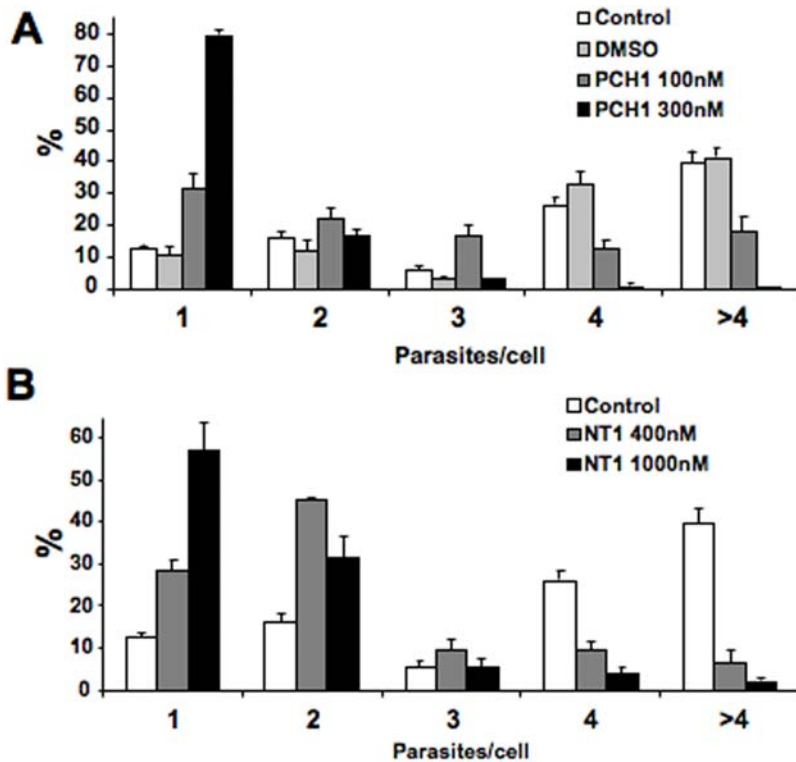 A
Control
DMSO
PCH1 100nM
PCH1 300nM
80
70
60
50
40
30
20
10
0
%
1 2 3 4 >4
Parasites/cell
B
Control
NT1 400nM
NT1 1000nM
60
50
40
30
20
10
0
%
1 2 3 4 >4
Parasites/cell